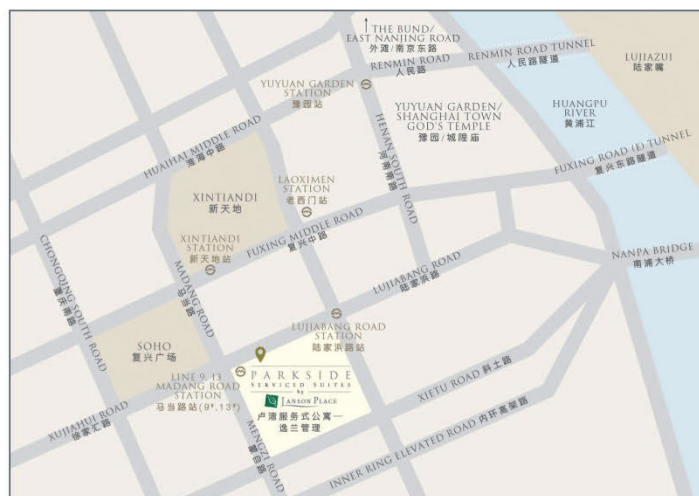 ↑ THE BUND/
EAST NANJING ROAD
外滩/南京东路
RENMIN ROAD
人民路
RENMIN ROAD TUNNEL
人民路隧道
LUJIAZUI
陆家嘴
YUYUAN GARDEN
STATION
豫园站
YUYUAN GARDEN/
SHANGHAI TOWN
GOD'S TEMPLE
豫园/城隍庙
HUANGPU
RIVER
黄浦江
HUAIHAI MIDDLE ROAD
淮海中路
HENAN SOUTH ROAD
河南南路
FUXING ROAD (E) TUNNEL
复兴东路隧道
XINTIANDI
新天地
LAOXIMEN
STATION
老西门站
XINTIANDI
STATION
新天地站
FUXING MIDDLE ROAD
复兴中路
CHONGQING SOUTH ROAD
重庆南路
MADANG ROAD
马当路
LUJIABANG ROAD
陆家浜路
NANPA BRIDGE
南浦大桥
SOHO
复兴广场
LUJIABANG ROAD
STATION
陆家浜路站
LINE 9, 13
MADANG ROAD
STATION
马当路站(9#,13#)
PARKSIDE
SERVICED SUITES
by
JANSON PLACE
卢湾服务式公寓一
逸兰管理
XUJIAHUI ROAD
徐家汇路
MENGZI ROAD
蒙自路
XIETU ROAD 斜土路
INNER RING ELEVATED ROAD 内环高架路